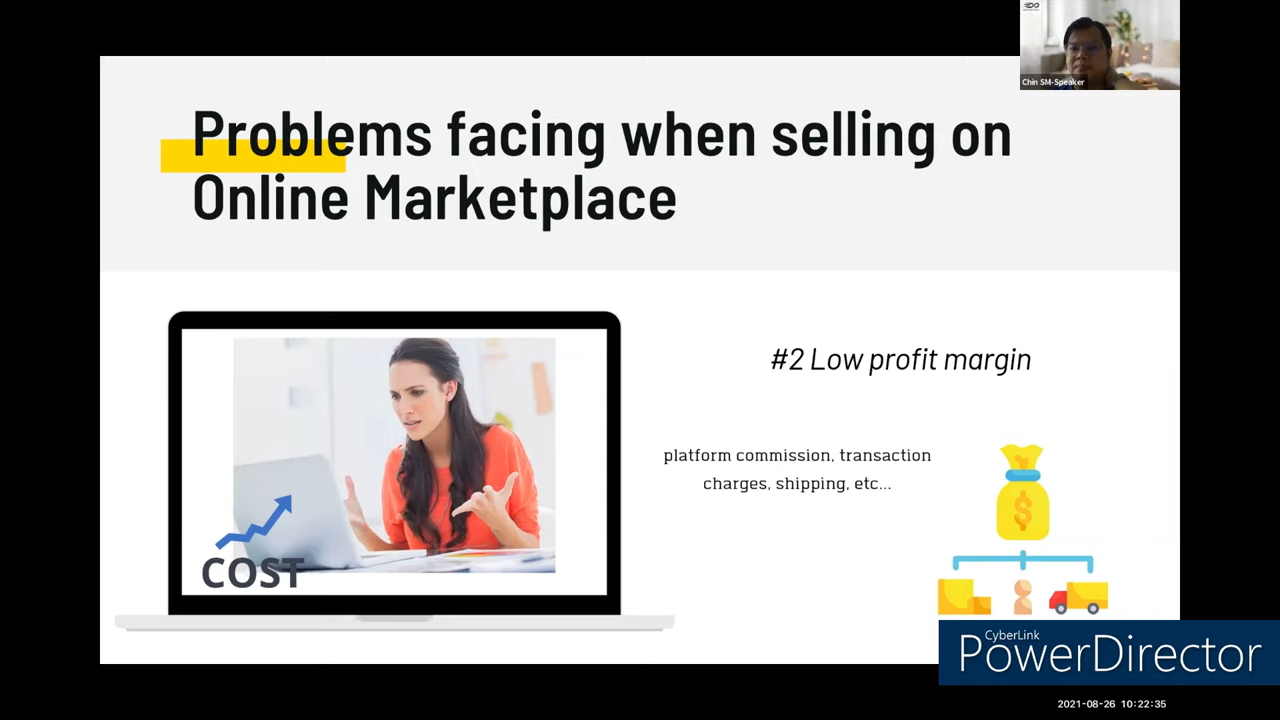 Chin SM-Speaker
Problems facing when selling on
Online Marketplace
#2 Low profit margin
platform commission, transaction
charges, shipping, etc...
$
COST
CyberLink
PowerDirector
2021-08-26 10:22:35